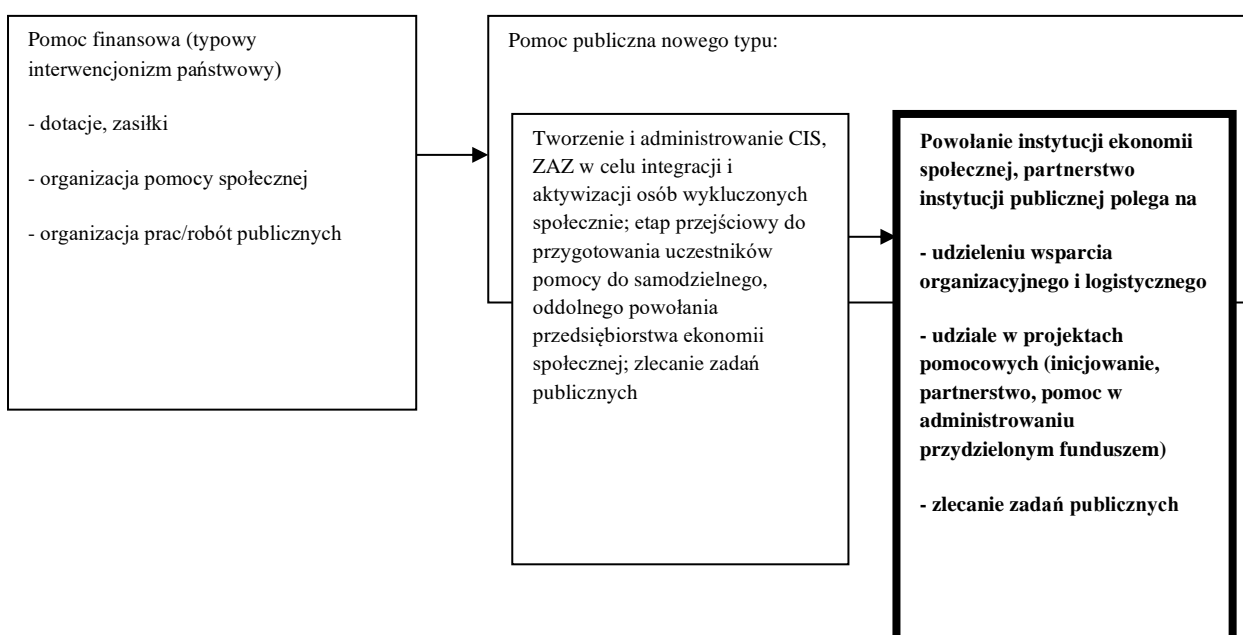 Pomoc finansowa (typowy
interwencjonizm państwowy)
- dotacje, zasiłki
- organizacja pomocy społecznej
- organizacja prac/robót publicznych
Pomoc publiczna nowego typu:
Tworzenie i administrowanie CIS,
ZAZ w celu integracji i
aktywizacji osób wykluczonych
społecznie; etap przejściowy do
przygotowania uczestników
pomocy do samodzielnego,
oddolnego powołania
przedsiębiorstwa ekonomii
społecznej; zlecanie zadań
publicznych
Powołanie instytucji ekonomii
społecznej, partnerstwo
instytucji publicznej polega na
- udzieleniu wsparcia
organizacyjnego i logistycznego
- udziale w projektach
pomocowych (inicjowanie,
partnerstwo, pomoc w
administrowaniu
przydzielonym funduszem)
- zlecanie zadań publicznych